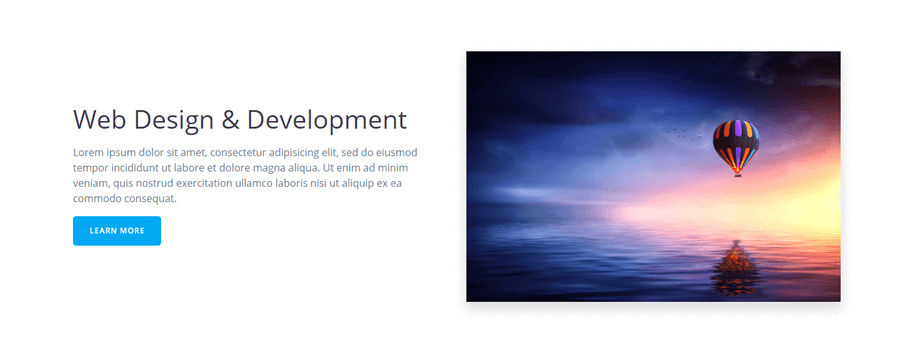 Web Design & Development
Lorem ipsum dolor sit amet, consectetur adipisicing elit, sed do eiusmod
tempor incididunt ut labore et dolore magna aliqua. Ut enim ad minim
veniam, quis nostrud exercitation ullamco laboris nisi ut aliquip ex ea
commodo consequat.
LEARN MORE